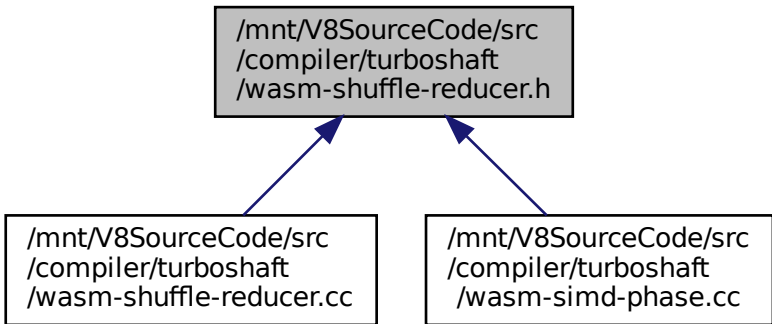 /mnt/V8SourceCode/src
/compiler/turboshaft
/wasm-shuffle-reducer.h
/mnt/V8SourceCode/src
/compiler/turboshaft
/wasm-shuffle-reducer.cc
/mnt/V8SourceCode/src
/compiler/turboshaft
/wasm-simd-phase.cc